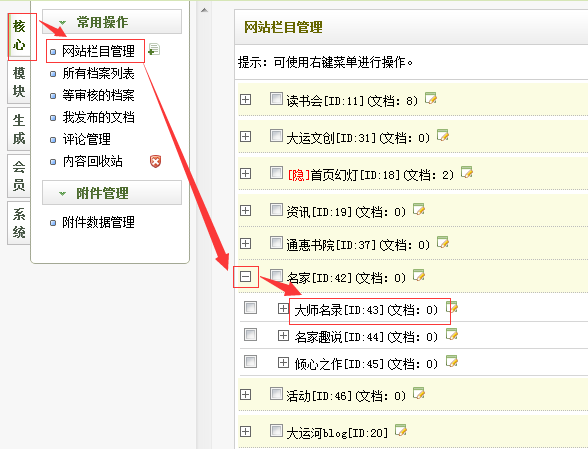 核心
模块
生成
会员
系统
常用操作
网站栏目管理
所有档案列表
等审核的档案
我发布的文档
评论管理
内容回收站
附件管理
附件数据管理
网站栏目管理
提示：可使用右键菜单进行操作。
读书会[ID:11](文档：8)
大运文创[ID:31](文档：0)
[隐]首页幻灯[ID:18](文档：2)
资讯[ID:19](文档：0)
通惠书院[ID:37](文档：0)
名家[ID:42](文档：0)
大师名录[ID:43](文档：0)
名家趣说[ID:44](文档：0)
倾心之作[ID:45](文档：0)
活动[ID:46](文档：0)
大运河blog[ID:20]